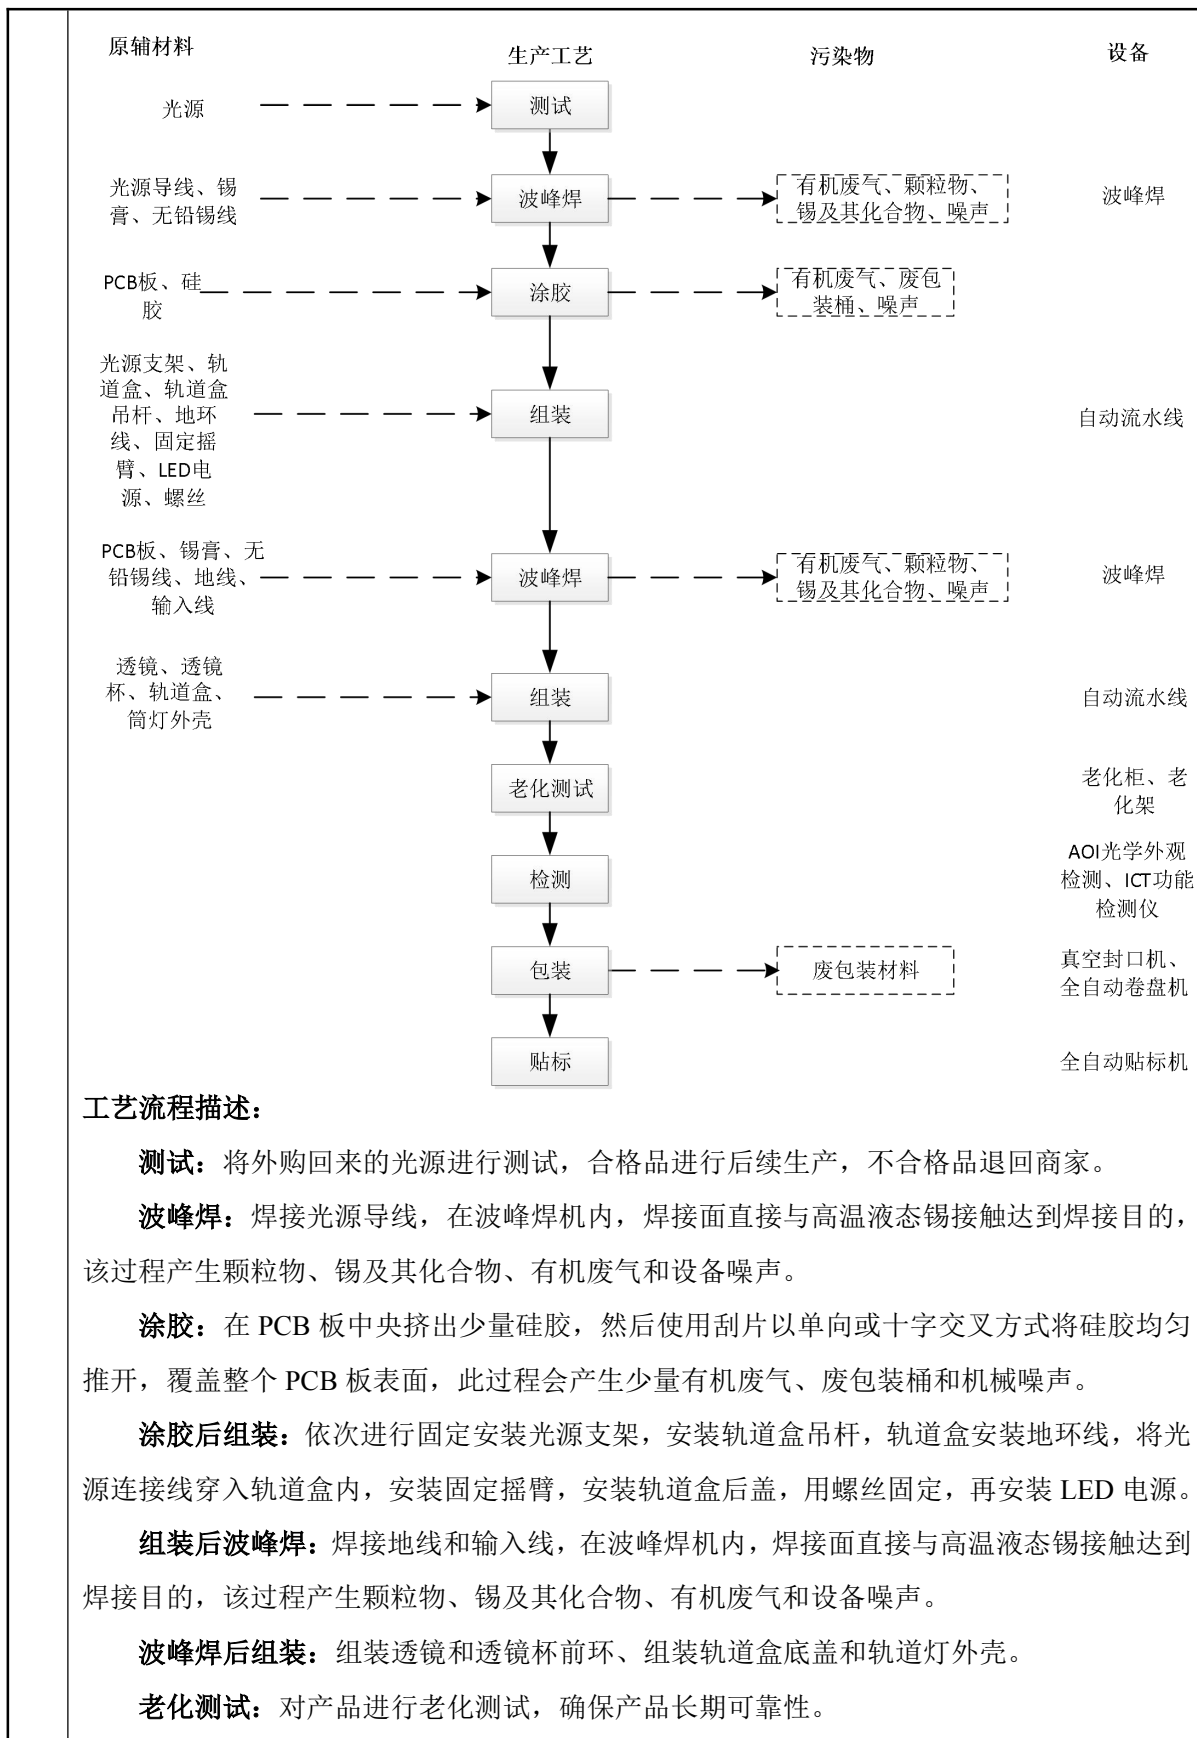 原辅材料
生产工艺
污染物
设备
光源
测试
光源导线、锡
膏、无铅锡线
波峰焊
有机废气、颗粒物、
锡及其化合物、噪声
波峰焊
PCB板、硅
胶
涂胶
有机废气、废包
装桶、噪声
光源支架、轨
道盒、轨道盒
吊杆、地环
线、固定摇
臂、LED电
源、螺丝
组装
自动流水线
PCB板、锡膏、无
铅锡线、地线、
输入线
波峰焊
有机废气、颗粒物、
锡及其化合物、噪声
波峰焊
透镜、透镜
杯、轨道盒、
筒灯外壳
组装
自动流水线
老化测试
老化柜、老
化架
检测
AOI光学外观
检测、ICT功能
检测仪
包装
废包装材料
真空封口机、
全自动卷盘机
贴标
全自动贴标机
工艺流程描述：
测试：将外购回来的光源进行测试，合格品进行后续生产，不合格品退回商家。
波峰焊：焊接光源导线，在波峰焊机内，焊接面直接与高温液态锡接触达到焊接目的，
该过程产生颗粒物、锡及其化合物、有机废气和设备噪声。
涂胶：在 PCB 板中央挤出少量硅胶，然后使用刮片以单向或十字交叉方式将硅胶均匀
推开，覆盖整个 PCB 板表面，此过程会产生少量有机废气、废包装桶和机械噪声。
涂胶后组装：依次进行固定安装光源支架，安装轨道盒吊杆，轨道盒安装地环线，将光
源连接线穿入轨道盒内，安装固定摇臂，安装轨道盒后盖，用螺丝固定，再安装 LED 电源。
组装后波峰焊：焊接地线和输入线，在波峰焊机内，焊接面直接与高温液态锡接触达到
焊接目的，该过程产生颗粒物、锡及其化合物、有机废气和设备噪声。
波峰焊后组装：组装透镜和透镜杯前环、组装轨道盒底盖和轨道灯外壳。
老化测试：对产品进行老化测试，确保产品长期可靠性。